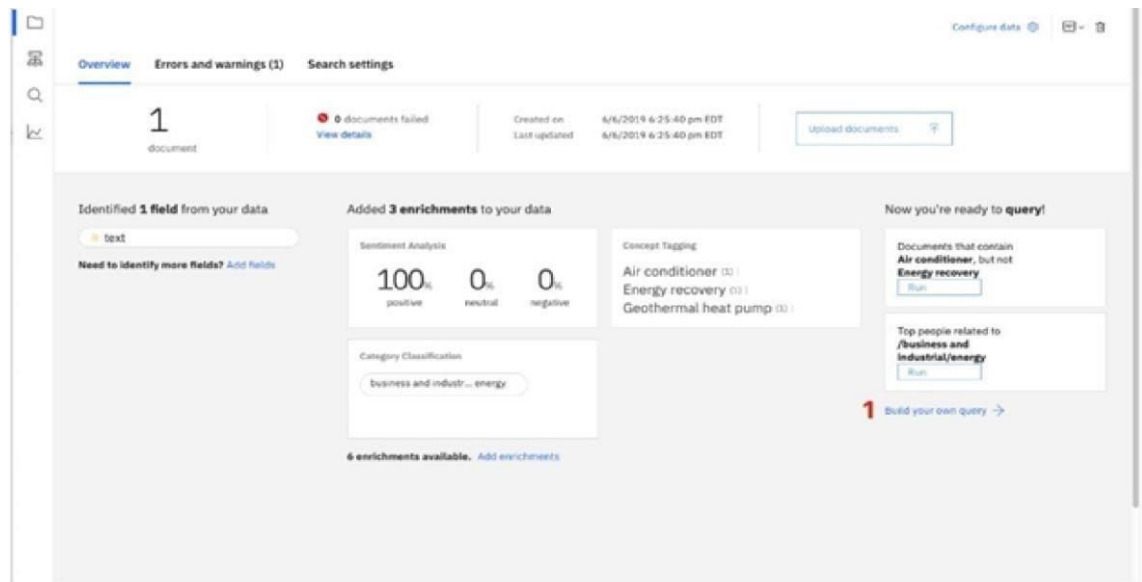 Configure data
Overview Errors and warnings (1) Search settings
1
document
0 documents failed
View details
Created on 6/6/2019 6:25:40 pm EDT
Last updated 6/6/2019 6:25:40 pm EDT
Upload documents
Identified 1 field from your data
text
Need to identify more fields? Add fields
Added 3 enrichments to your data
Sentiment Analysis
100% 0% 0%
positive neutral negative
Concept Tagging
Air conditioner (1)
Energy recovery (1)
Geothermal heat pump (1)
Category Classification
business and industr... energy
6 enrichments available. Add enrichments
Now you're ready to query!
Documents that contain
Air conditioner, but not
Energy recovery
Run
Top people related to
/business and
industrial/energy
Run
1 Build your own query